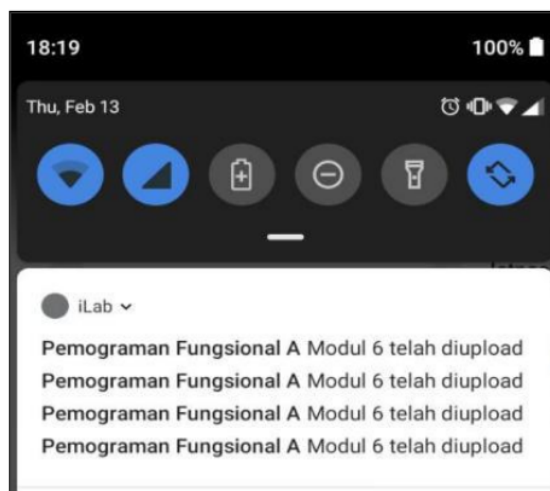 18:19 100%
Thu, Feb 13
iLab
Pemograman Fungsional A Modul 6 telah diupload
Pemograman Fungsional A Modul 6 telah diupload
Pemograman Fungsional A Modul 6 telah diupload
Pemograman Fungsional A Modul 6 telah diupload